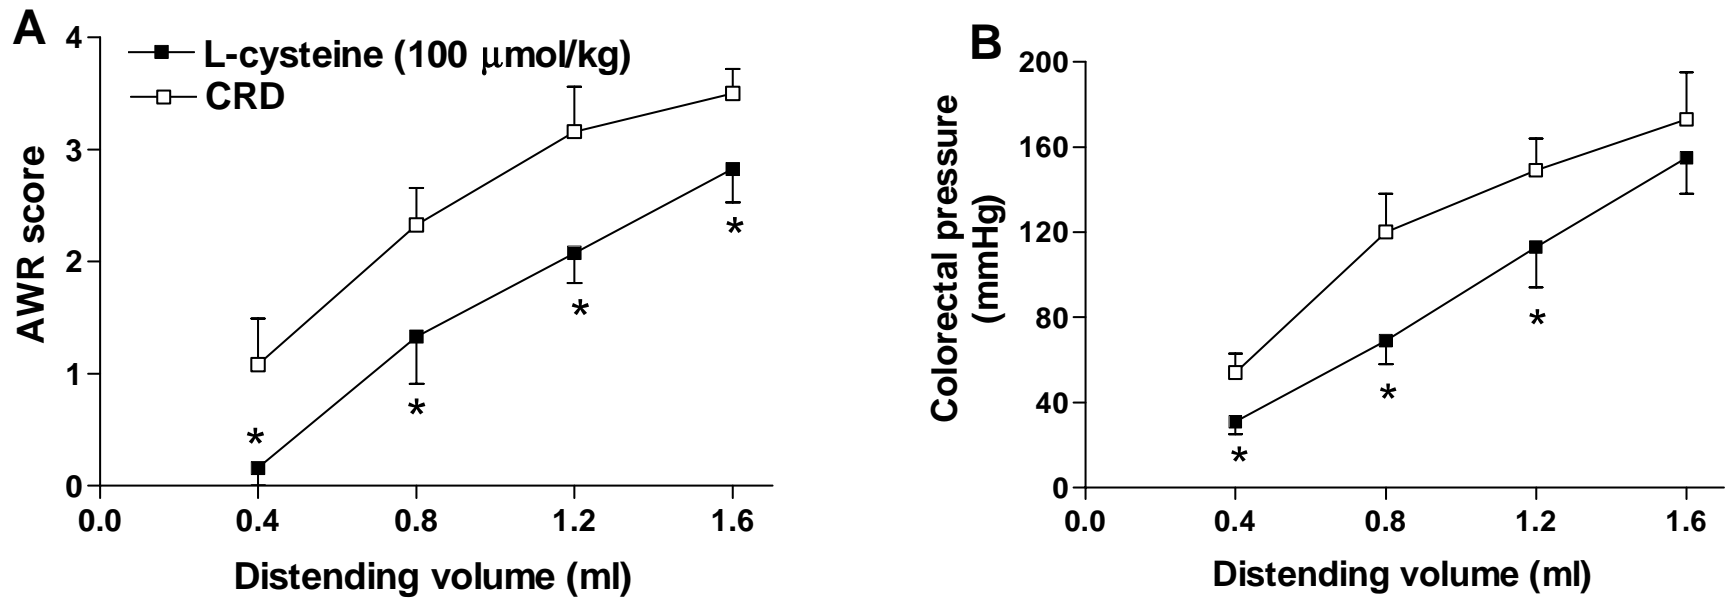 A
4
3
2
1
0
AWR score
L-cysteine (100 μmol/kg)
CRD
*
*
*
*
0.0 0.4 0.8 1.2 1.6
Distending volume (ml)
B
200
160
120
80
40
0
Colorectal pressure
(mmHg)
*
*
*
0.0 0.4 0.8 1.2 1.6
Distending volume (ml)